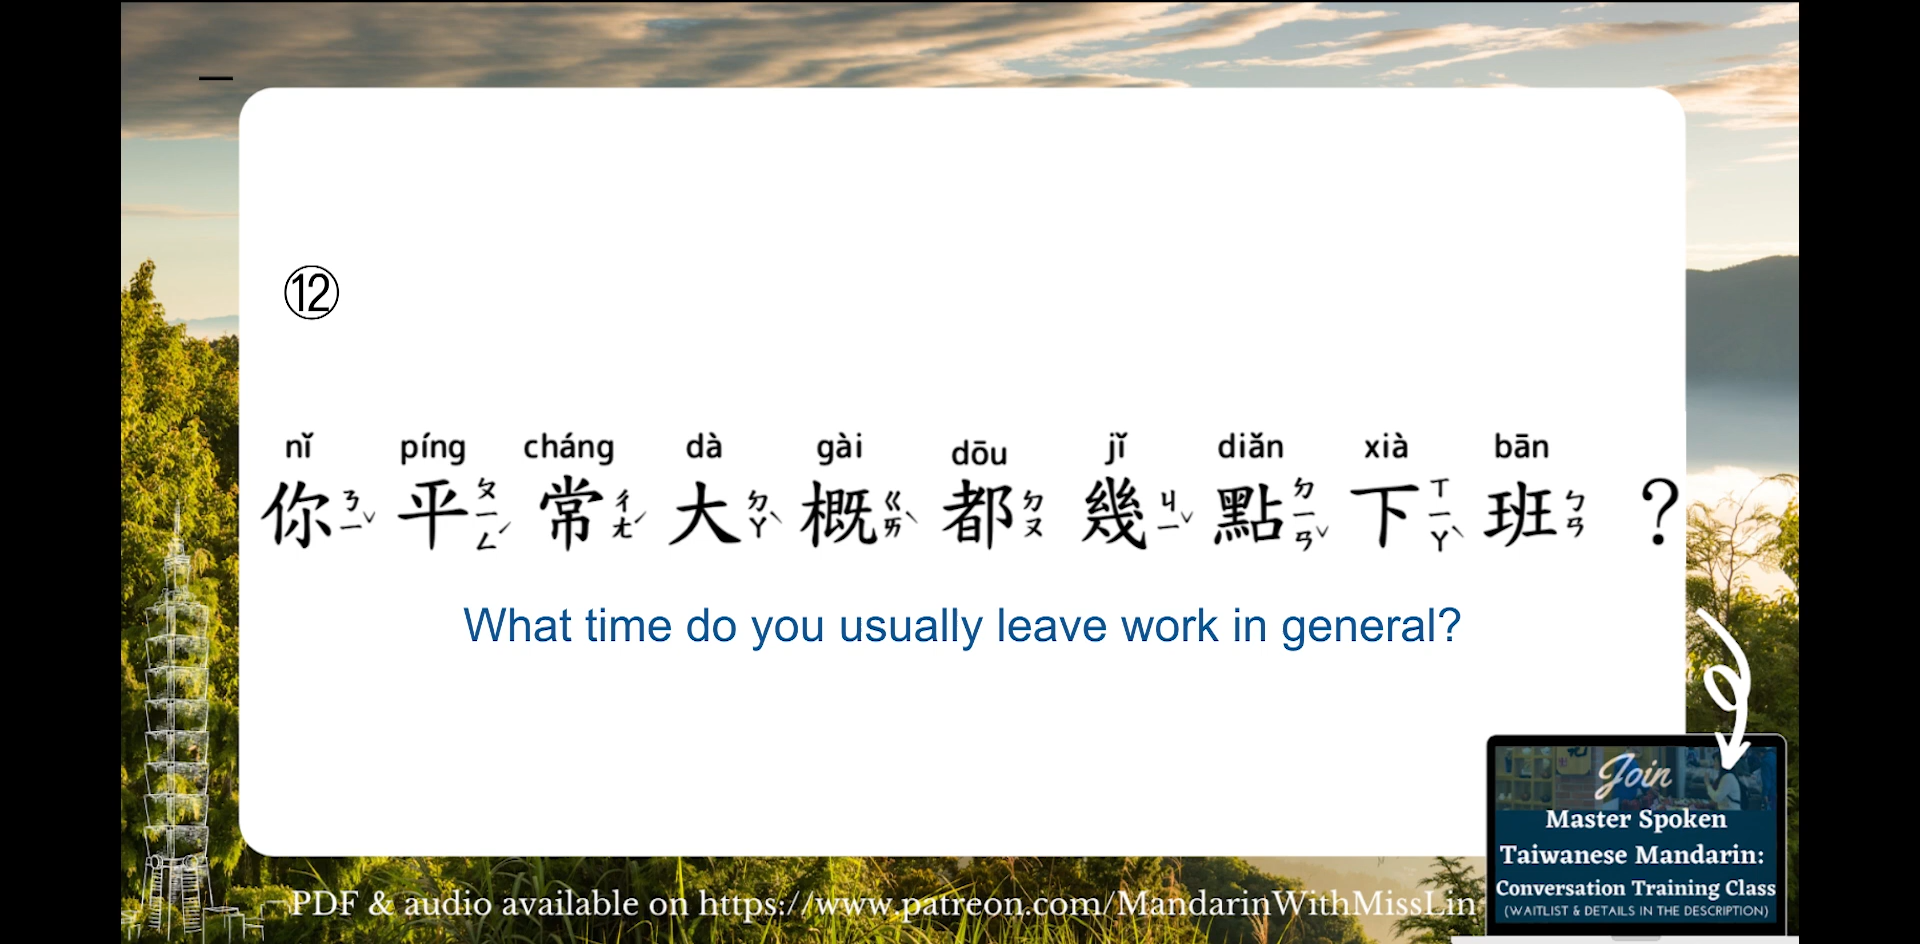 ⑫
nǐ píng cháng dà gài dōu jǐ diǎn xià bān
你ㄋㄧˇ平ㄆㄧㄥˊ常ㄔㄤˊ大ㄉㄚˋ概ㄍㄞˋ都ㄉㄡ幾ㄐㄧˇ點ㄉㄧㄢˇ下ㄒㄧㄚˋ班ㄅㄢ？
What time do you usually leave work in general?
Join
Master Spoken
Taiwanese Mandarin:
Conversation Training Class
(WAITLIST & DETAILS IN THE DESCRIPTION)
PDF & audio available on https://www.patreon.com/MandarinWithMissLin